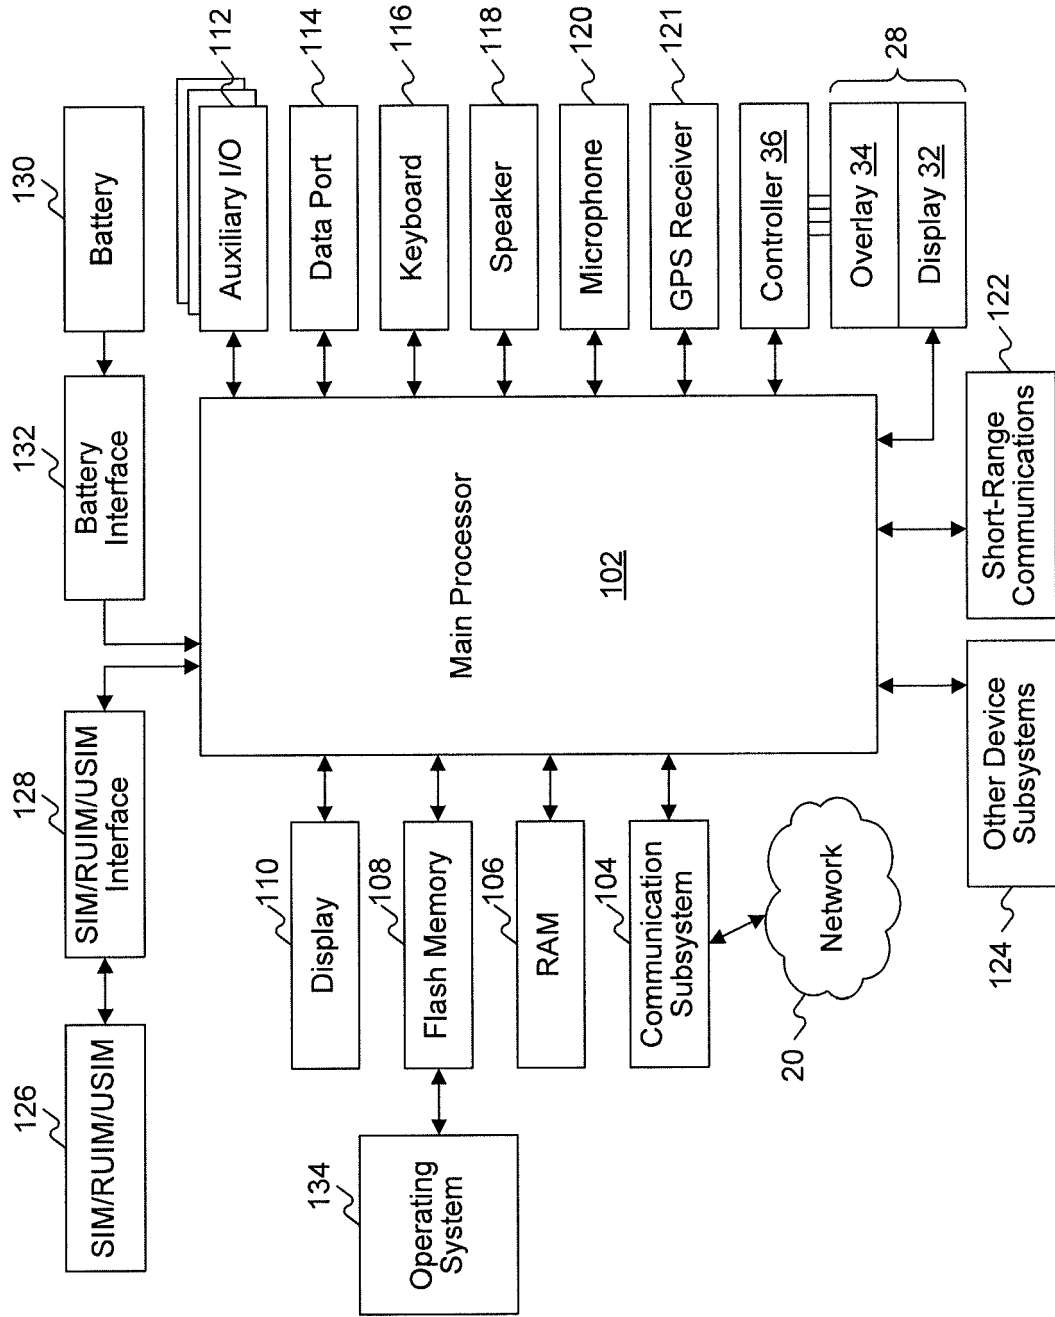 126
SIM/RUIM/USIM
128
SIM/RUIM/USIM
Interface
132
Battery
Interface
130
Battery
134
Operating
System
110
Display
108
Flash Memory
106
RAM
104
Communication
Subsystem
20
Network
Main Processor
102
Auxiliary I/O
112
Data Port
114
Keyboard
116
Speaker
118
Microphone
120
GPS Receiver
121
Controller 36
Overlay 34
Display 32
28
124
Other Device
Subsystems
Short-Range
Communications
122